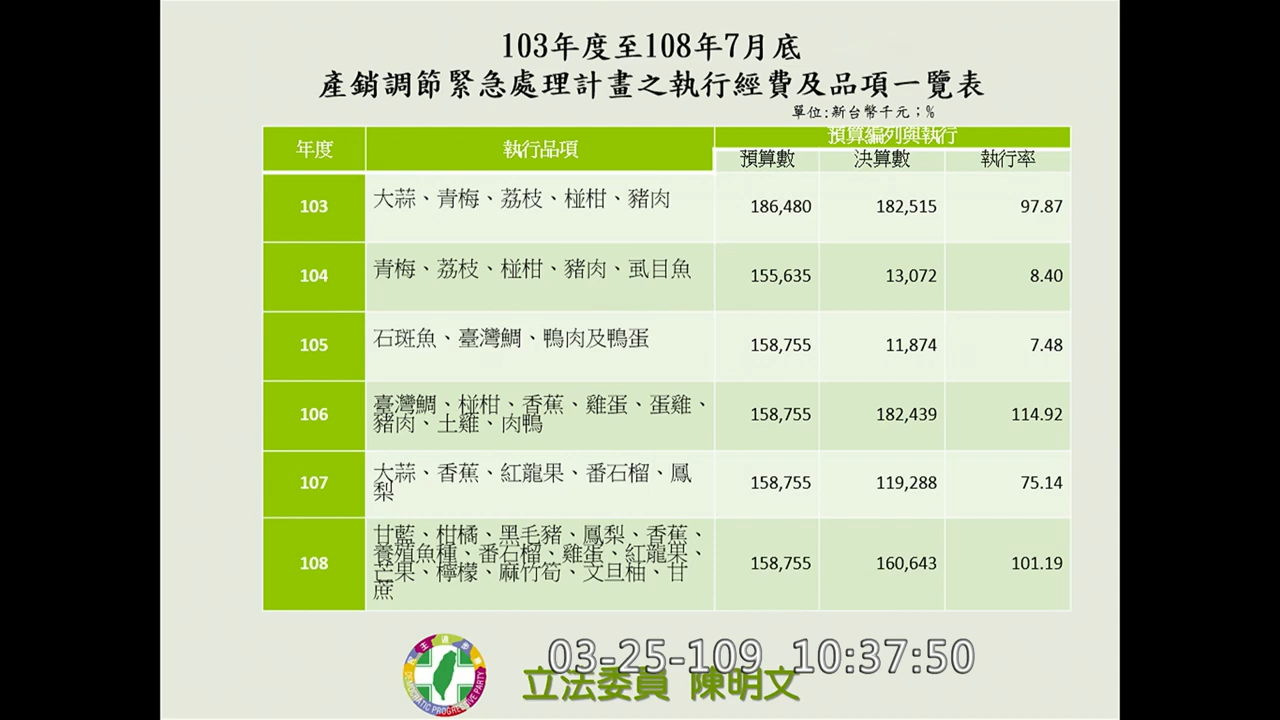 103年度至108年7月底
產銷調節緊急處理計畫之執行經費及品項一覽表
單位:新台幣千元；%
年度 執行品項 預算編列與執行
預算數 決算數 執行率
103 大蒜、青梅、荔枝、椪柑、豬肉 186,480 182,515 97.87
104 青梅、荔枝、椪柑、豬肉、虱目魚 155,635 13,072 8.40
105 石斑魚、臺灣鯛、鴨肉及鴨蛋 158,755 11,874 7.48
106 臺灣鯛、椪柑、香蕉、雞蛋、蛋雞、
豬肉、土雞、肉鴨 158,755 182,439 114.92
107 大蒜、香蕉、紅龍果、番石榴、鳳
梨 158,755 119,288 75.14
108 甘藍、柑橘、黑毛豬、鳳梨、香蕉、
養殖魚種、番石榴、雞蛋、紅龍果、
芒果、檸檬、麻竹筍、文旦柚、甘
蔗 158,755 160,643 101.19
03-25-109 10:37:50
民主進步黨
DEMOCRATIC PROGRESSIVE PARTY
立法委員 陳明文